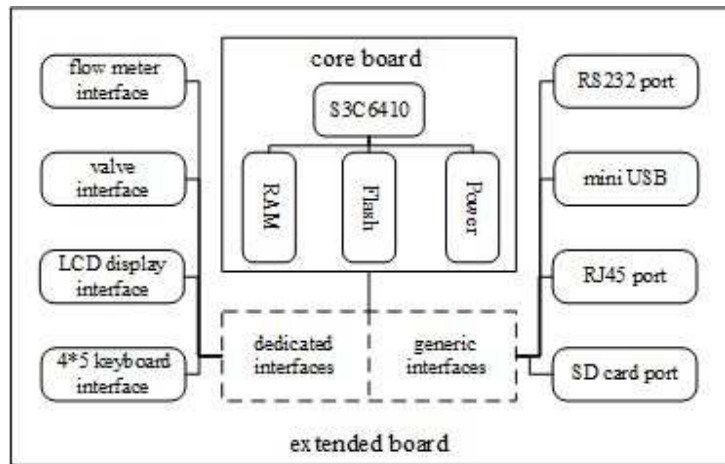 core board
S3C6410
RAM
Flash
Power
flow meter
interface
valve
interface
LCD display
interface
4*5 keyboard
interface
dedicated
interfaces
generic
interfaces
RS232 port
mini USB
RJ45 port
SD card port
extended board